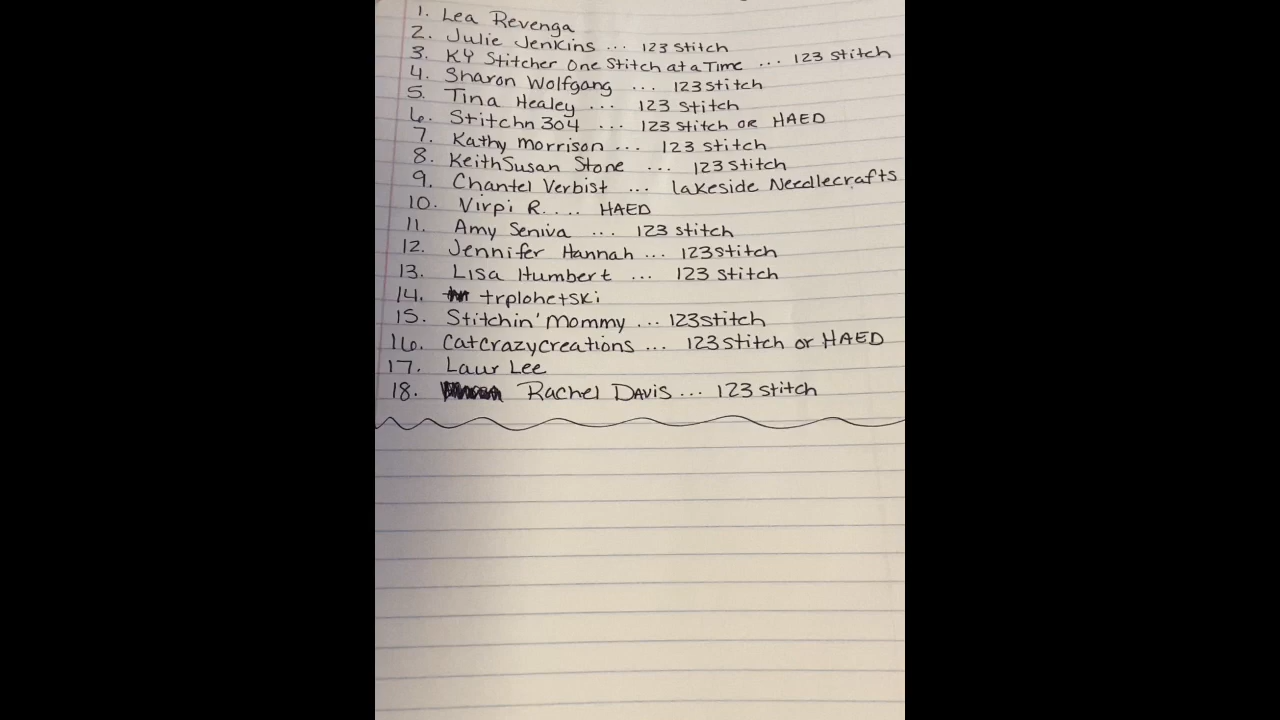 1. Lea Revenga
2. Julie Jenkins ... 123 Stitch
3. KY Stitcher One Stitch at a Time ... 123 Stitch
4. Sharon Wolfgang ... 123 Stitch
5. Tina Healey ... 123 Stitch
6. Stitchn 304 ... 123 Stitch or HAED
7. Kathy Morrison ... 123 Stitch
8. KeithSusan Stone ... 123 Stitch
9. Chantel Verbist ... Lakeside Needlecrafts
10. Virpi R.... HAED
11. Amy Seniva ... 123 Stitch
12. Jennifer Hannah ... 123 Stitch
13. Lisa Humbert ... 123 Stitch
14. trplohetski
15. Stitchin' Mommy ... 123stitch
16. CatCrazyCreations ... 123 Stitch or HAED
17. Laur Lee
18. Rachel Davis ... 123 Stitch